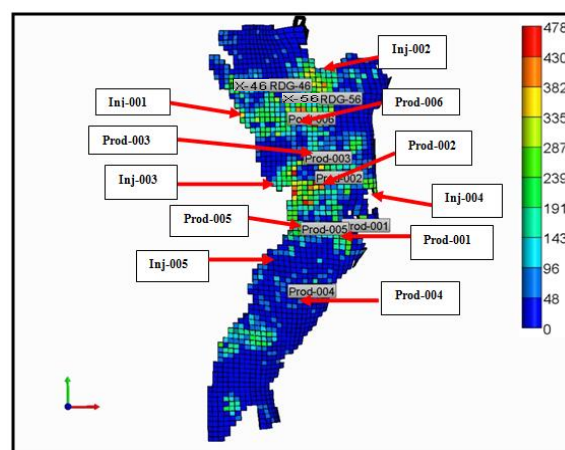 Inj-002
478
430
382
335
287
239
191
143
96
48
0
X-46 RDG-46
X-56 RDG-56
Inj-001
Prod-006
Prod-006
Prod-003
Prod-003
Prod-002
Prod-002
Inj-003
Inj-004
Prod-005
Prod-005
rod-001
Prod-001
Inj-005
Prod-004
Prod-004